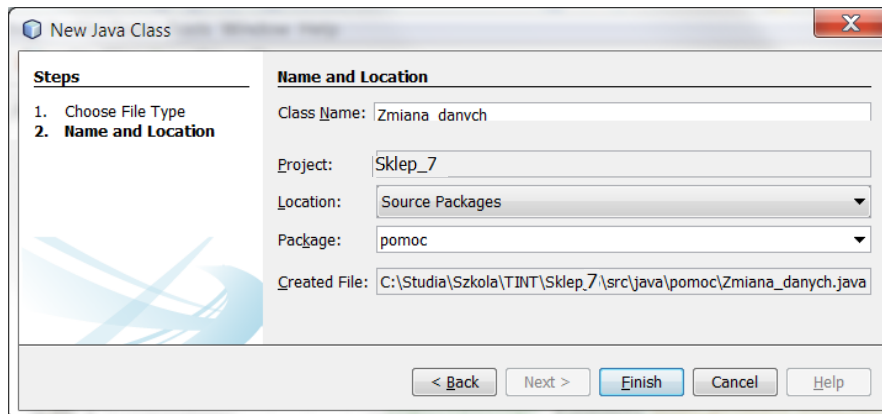 New Java Class
Steps
1. Choose File Type
2. Name and Location
Name and Location
Class Name: Zmiana_danych
Project: Sklep_7
Location: Source Packages
Package: pomoc
Created File: C:\Studia\Szkola\TINT\Sklep_7\src\java\pomoc\Zmiana_danych.java
< Back Next > Finish Cancel Help